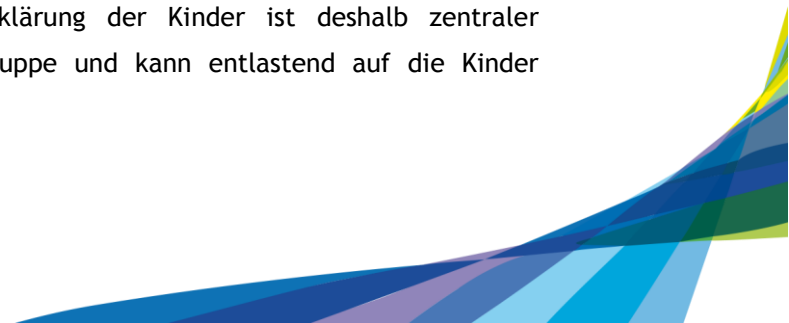 klärung der Kinder ist deshalb zentraler
uppe und kann entlastend auf die Kinder